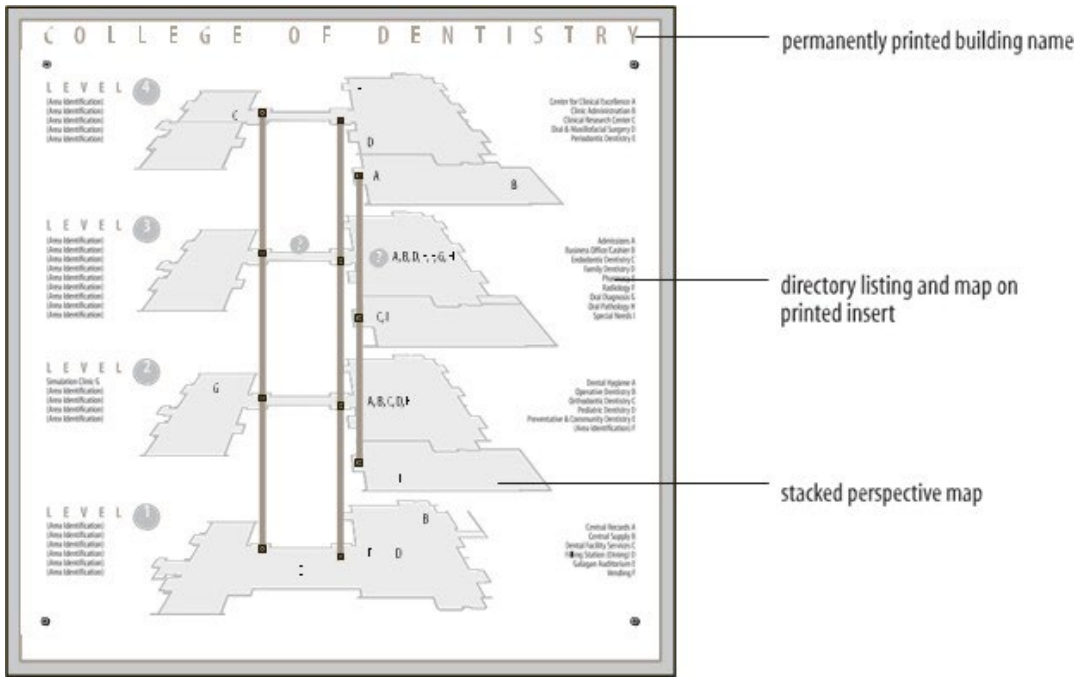 COLLEGE OF DENTISTRY
permanently printed building name
LEVEL 4
(Area Identification)
(Area Identification)
(Area Identification)
(Area Identification)
(Area Identification)
C
D
A
B
Center for Clinical Excellence A
Clinic Administration B
Clinical Research Center C
Oral & Maxillofacial Surgery D
Periodontic Dentistry E
LEVEL 3
(Area Identification)
(Area Identification)
(Area Identification)
(Area Identification)
(Area Identification)
(Area Identification)
(Area Identification)
(Area Identification)
(Area Identification)
?
? A, B, D, G, H
C, I
Admissions A
Business Office/Cashier B
Endodontic Dentistry C
Family Dentistry D
Pharmacy E
Radiology F
Oral Diagnosis G
Oral Pathology H
Special Needs I
directory listing and map on
printed insert
LEVEL 2
Simulation Clinic G
(Area Identification)
(Area Identification)
(Area Identification)
(Area Identification)
(Area Identification)
G
A, B, C, D,
Dental Hygiene A
Operative Dentistry B
Orthodontic Dentistry C
Pediatric Dentistry D
Preventative & Community Dentistry E
(Area Identification) F
stacked perspective map
LEVEL 1
(Area Identification)
(Area Identification)
(Area Identification)
(Area Identification)
(Area Identification)
(Area Identification)
B
D
Central Records A
Central Supply B
Dental Facility Services C
Filling Station (Dining) D
Galagan Auditorium E
Vending F